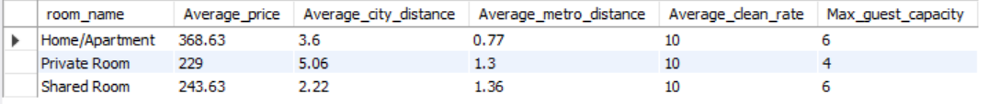 room_name Average_price Average_city_distance Average_metro_distance Average_clean_rate Max_guest_capacity
Home/Apartment 368.63 3.6 0.77 10 6
Private Room 229 5.06 1.3 10 4
Shared Room 243.63 2.22 1.36 10 6